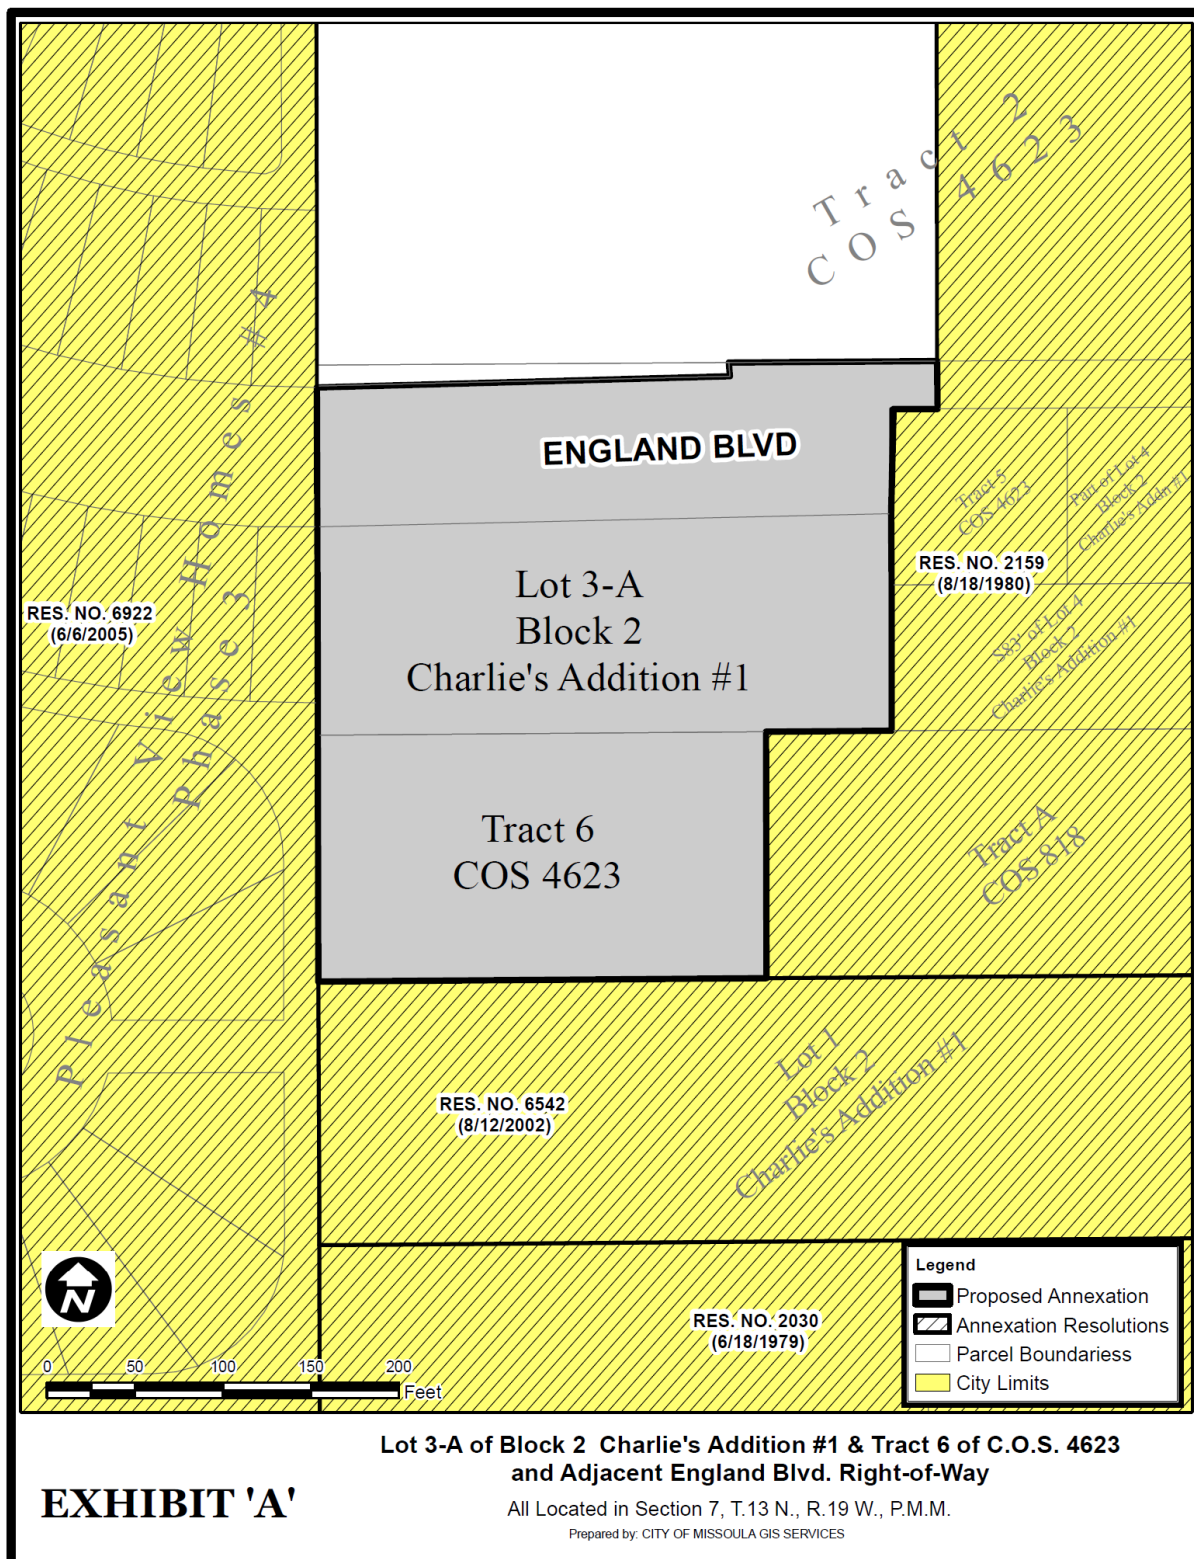 Tract 2
COS 4623
Pleasant View Homes #4
Phase 3
ENGLAND BLVD
Tract 5
COS 4623
Part of Lot 4
Block 2
Charlie's Addn #1
RES. NO. 2159
(8/18/1980)
Lot 3-A
Block 2
Charlie's Addition #1
RES. NO. 6922
(6/6/2005)
S83' of Lot 4
Block 2
Charlie's Addition #1
Tract 6
COS 4623
Tract A
COS 818
Lot 1
Block 2
Charlie's Addition #1
RES. NO. 6542
(8/12/2002)
RES. NO. 2030
(6/18/1979)
N
0 50 100 150 200
Feet
Legend
Proposed Annexation
Annexation Resolutions
Parcel Boundariess
City Limits
Lot 3-A of Block 2 Charlie's Addition #1 & Tract 6 of C.O.S. 4623
and Adjacent England Blvd. Right-of-Way
EXHIBIT 'A'
All Located in Section 7, T.13 N., R.19 W., P.M.M.
Prepared by: CITY OF MISSOULA GIS SERVICES